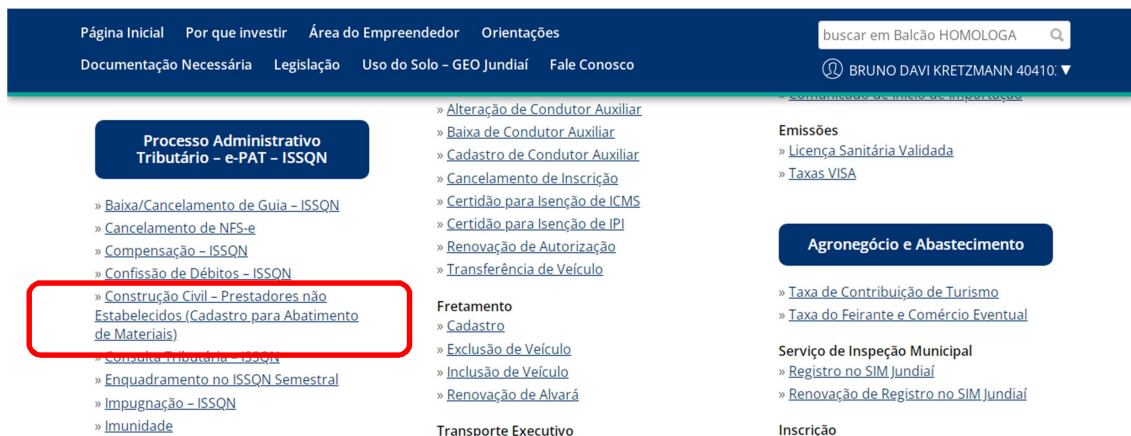 Página Inicial Por que investir Área do Empreendedor Orientações
Documentação Necessária Legislação Uso do Solo – GEO Jundiaí Fale Conosco
buscar em Balcão HOMOLOGA
BRUNO DAVI KRETZMANN 40410: ▼
Processo Administrativo
Tributário – e-PAT – ISSQN
» Baixa/Cancelamento de Guia – ISSQN
» Cancelamento de NFS-e
» Compensação – ISSQN
» Confissão de Débitos – ISSQN
» Construção Civil – Prestadores não
Estabelecidos (Cadastro para Abatimento
de Materiais)
» Consulta Tributária – ISSQN
» Enquadramento no ISSQN Semestral
» Impugnação – ISSQN
» Imunidade
» Alteração de Condutor Auxiliar
» Baixa de Condutor Auxiliar
» Cadastro de Condutor Auxiliar
» Cancelamento de Inscrição
» Certidão para Isenção de ICMS
» Certidão para Isenção de IPI
» Renovação de Autorização
» Transferência de Veículo
Fretamento
» Cadastro
» Exclusão de Veículo
» Inclusão de Veículo
» Renovação de Alvará
Transporte Executivo
» Comunicado de Início de Importação
Emissões
» Licença Sanitária Validada
» Taxas VISA
Agronegócio e Abastecimento
» Taxa de Contribuição de Turismo
» Taxa do Feirante e Comércio Eventual
Serviço de Inspeção Municipal
» Registro no SIM Jundiaí
» Renovação de Registro no SIM Jundiaí
Inscrição